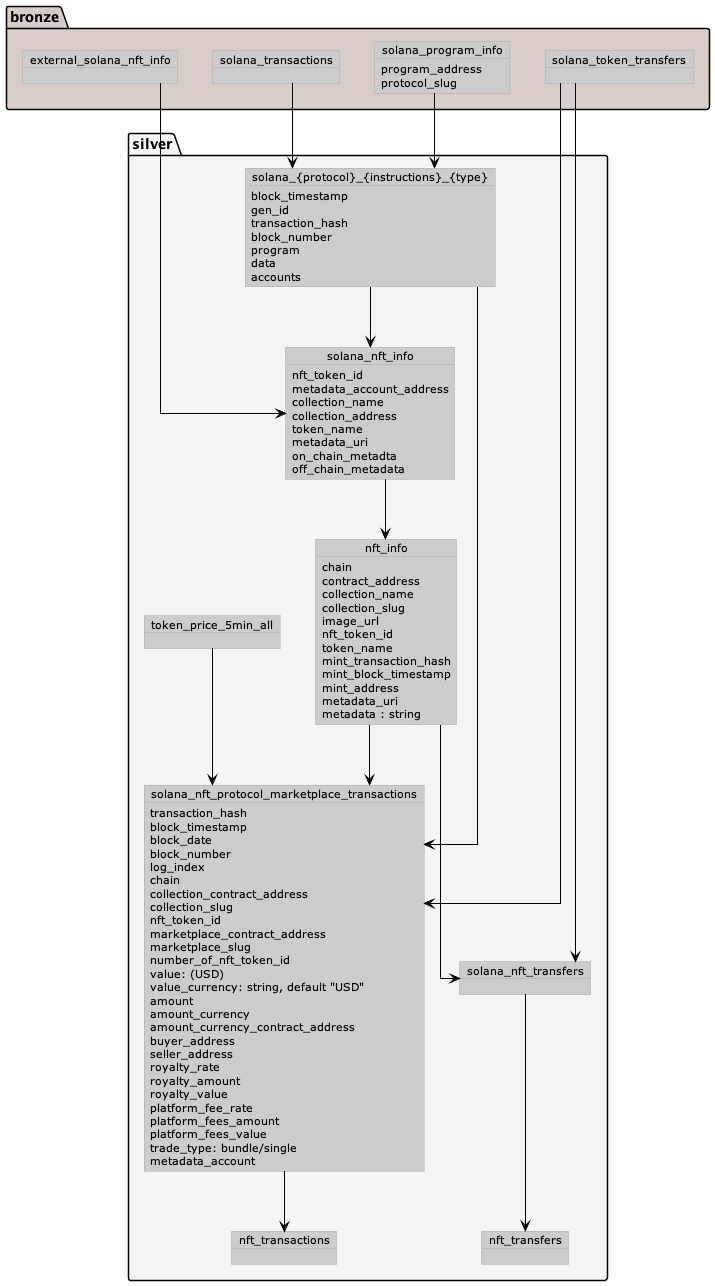 bronze
external_solana_nft_info
solana_transactions
solana_program_info
program_address
protocol_slug
solana_token_transfers
silver
solana_{protocol}_{instructions}_{type}
block_timestamp
gen_id
transaction_hash
block_number
program
data
accounts
solana_nft_info
nft_token_id
metadata_account_address
collection_name
collection_address
token_name
metadata_uri
on_chain_metadta
off_chain_metadata
nft_info
chain
contract_address
collection_name
collection_slug
image_url
nft_token_id
token_name
mint_transaction_hash
mint_block_timestamp
mint_address
metadata_uri
metadata : string
token_price_5min_all
solana_nft_protocol_marketplace_transactions
transaction_hash
block_timestamp
block_date
block_number
log_index
chain
collection_contract_address
collection_slug
nft_token_id
marketplace_contract_address
marketplace_slug
number_of_nft_token_id
value: (USD)
value_currency: string, default "USD"
amount
amount_currency
amount_currency_contract_address
buyer_address
seller_address
royalty_rate
royalty_amount
royalty_value
platform_fee_rate
platform_fees_amount
platform_fees_value
trade_type: bundle/single
metadata_account
solana_nft_transfers
nft_transactions
nft_transfers